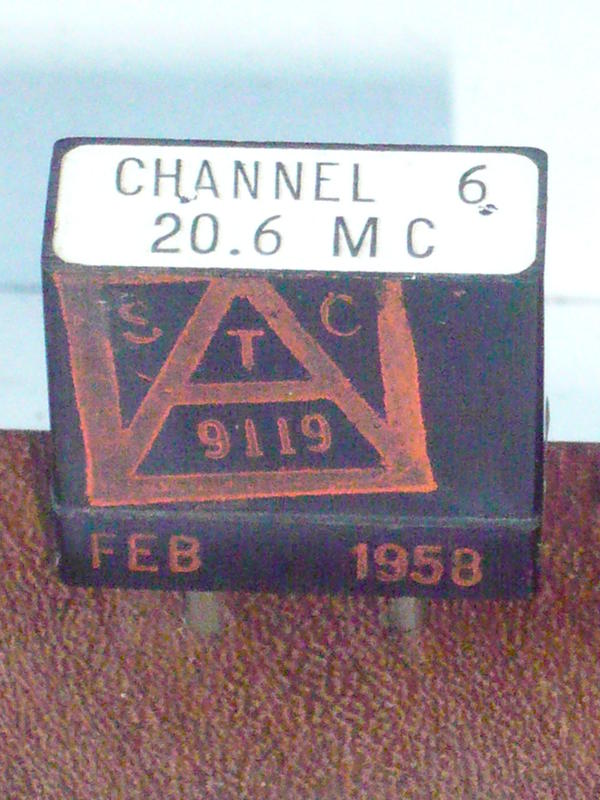 CHANNEL 6
20.6 MC
S T C
9119
FEB 1958